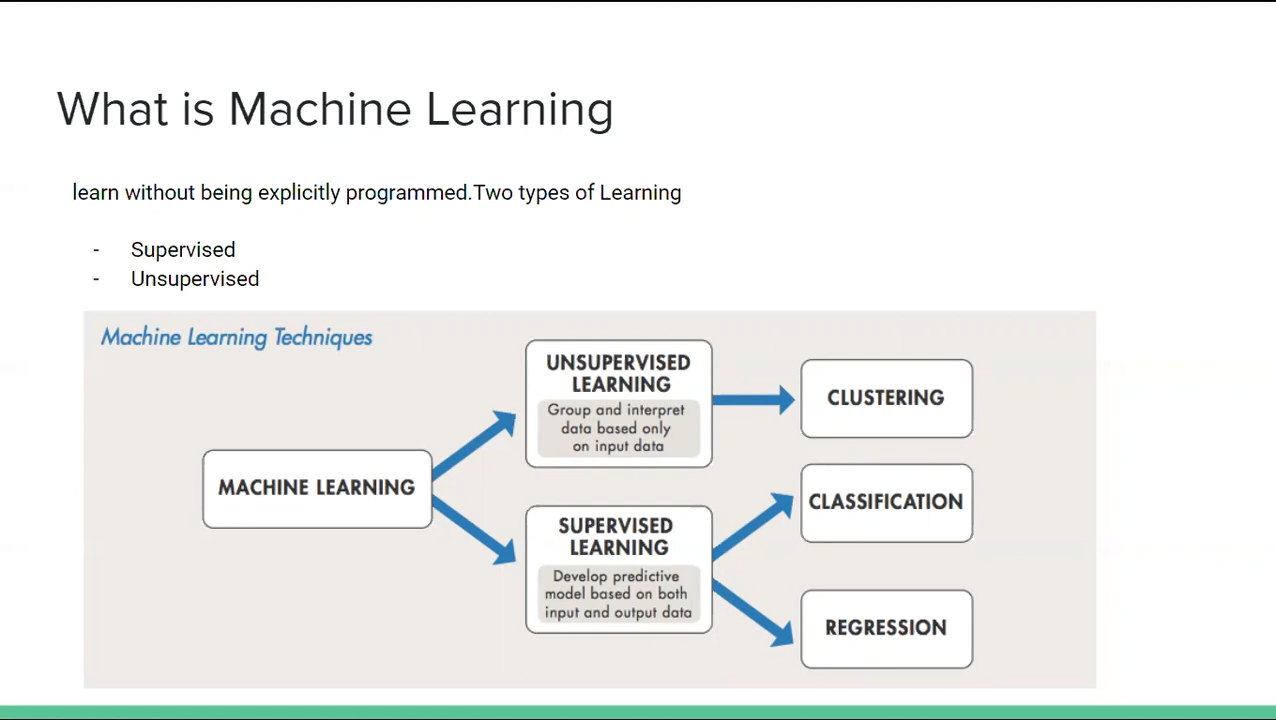 What is Machine Learning
learn without being explicitly programmed.Two types of Learning
- Supervised
- Unsupervised
Machine Learning Techniques
MACHINE LEARNING
UNSUPERVISED
LEARNING
Group and interpret
data based only
on input data
CLUSTERING
SUPERVISED
LEARNING
Develop predictive
model based on both
input and output data
CLASSIFICATION
REGRESSION